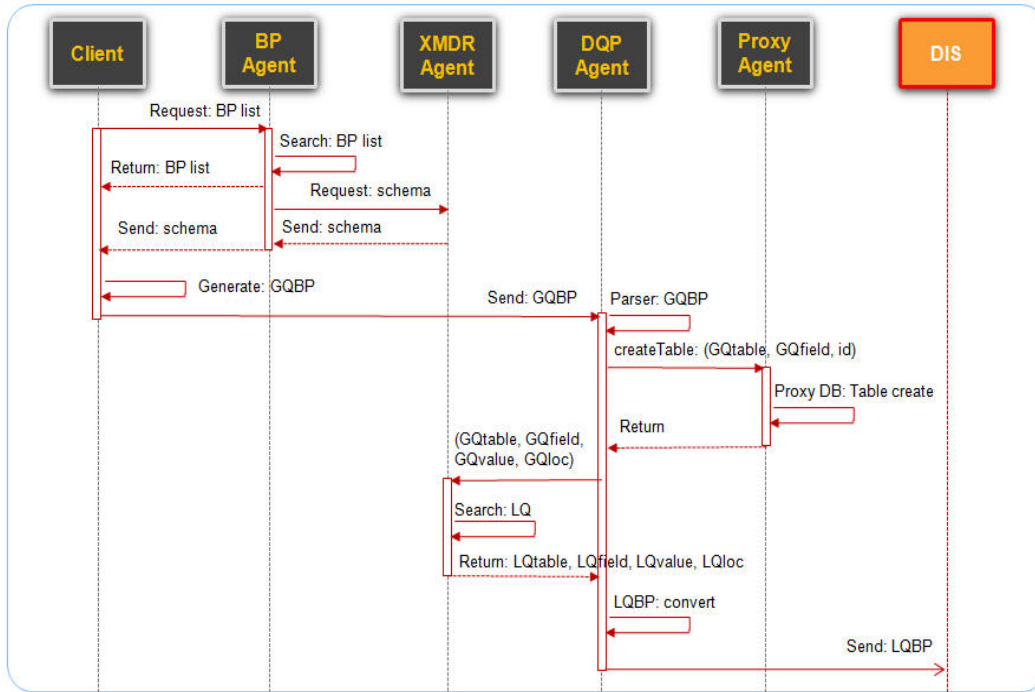 Client
BP
Agent
XMDR
Agent
DQP
Agent
Proxy
Agent
DIS
Request: BP list
Search: BP list
Return: BP list
Request: schema
Send: schema
Send: schema
Generate: GQBP
Send: GQBP
Parser: GQBP
createTable: (GQtable, GQfield, id)
Proxy DB: Table create
Return
(GQtable, GQfield,
GQvalue, GQloc)
Search: LQ
Return: LQtable, LQfield, LQvalue, LQloc
LQBP: convert
Send: LQBP